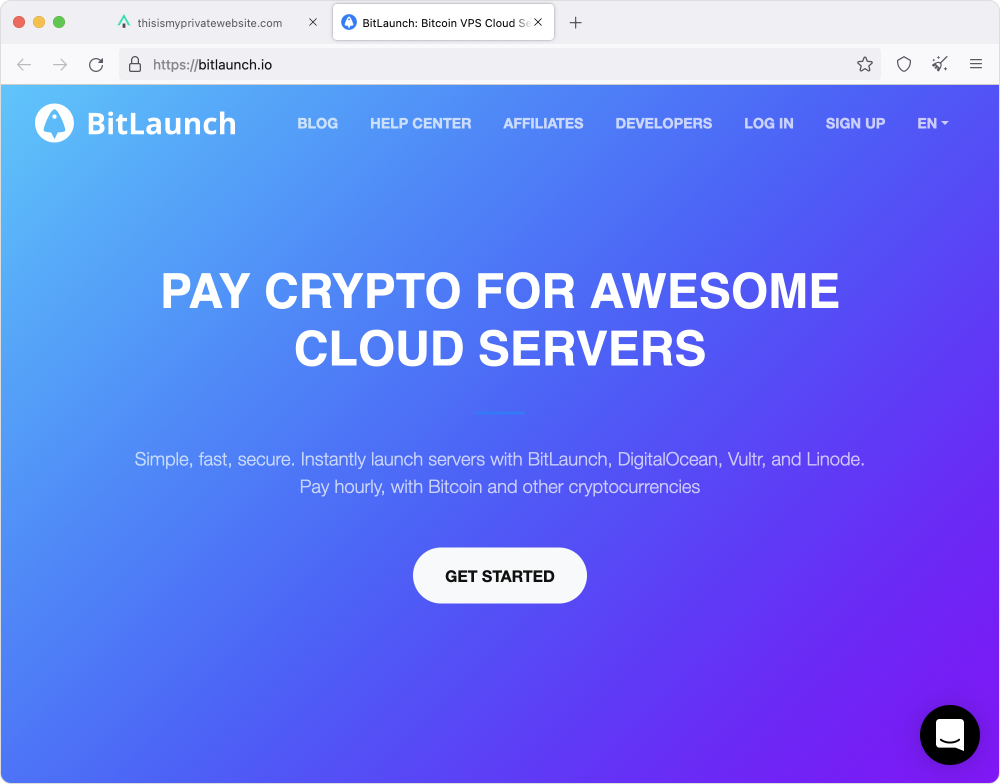 thisismyprivatewebsite.com
BitLaunch: Bitcoin VPS Cloud Se
https://bitlaunch.io
BitLaunch
BLOG
HELP CENTER
AFFILIATES
DEVELOPERS
LOG IN
SIGN UP
EN
PAY CRYPTO FOR AWESOME
CLOUD SERVERS
Simple, fast, secure. Instantly launch servers with BitLaunch, DigitalOcean, Vultr, and Linode.
Pay hourly, with Bitcoin and other cryptocurrencies
GET STARTED